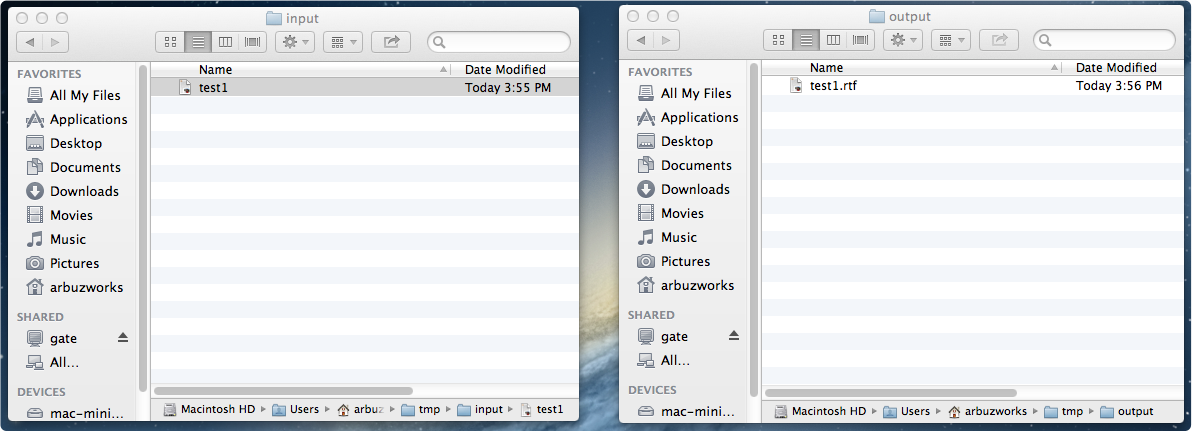 input
Name
Date Modified
FAVORITES
test1
Today 3:55 PM
All My Files
Applications
Desktop
Documents
Downloads
Movies
Music
Pictures
arbuzworks
SHARED
gate
All...
DEVICES
mac-mini...
Macintosh HD ▸ Users ▸ arbuz ▸ tmp ▸ input ▸ test1
output
Name
Date Modified
FAVORITES
test1.rtf
Today 3:56 PM
All My Files
Applications
Desktop
Documents
Downloads
Movies
Music
Pictures
arbuzworks
SHARED
gate
All...
DEVICES
mac-mini...
Macintosh HD ▸ Users ▸ arbuzworks ▸ tmp ▸ output